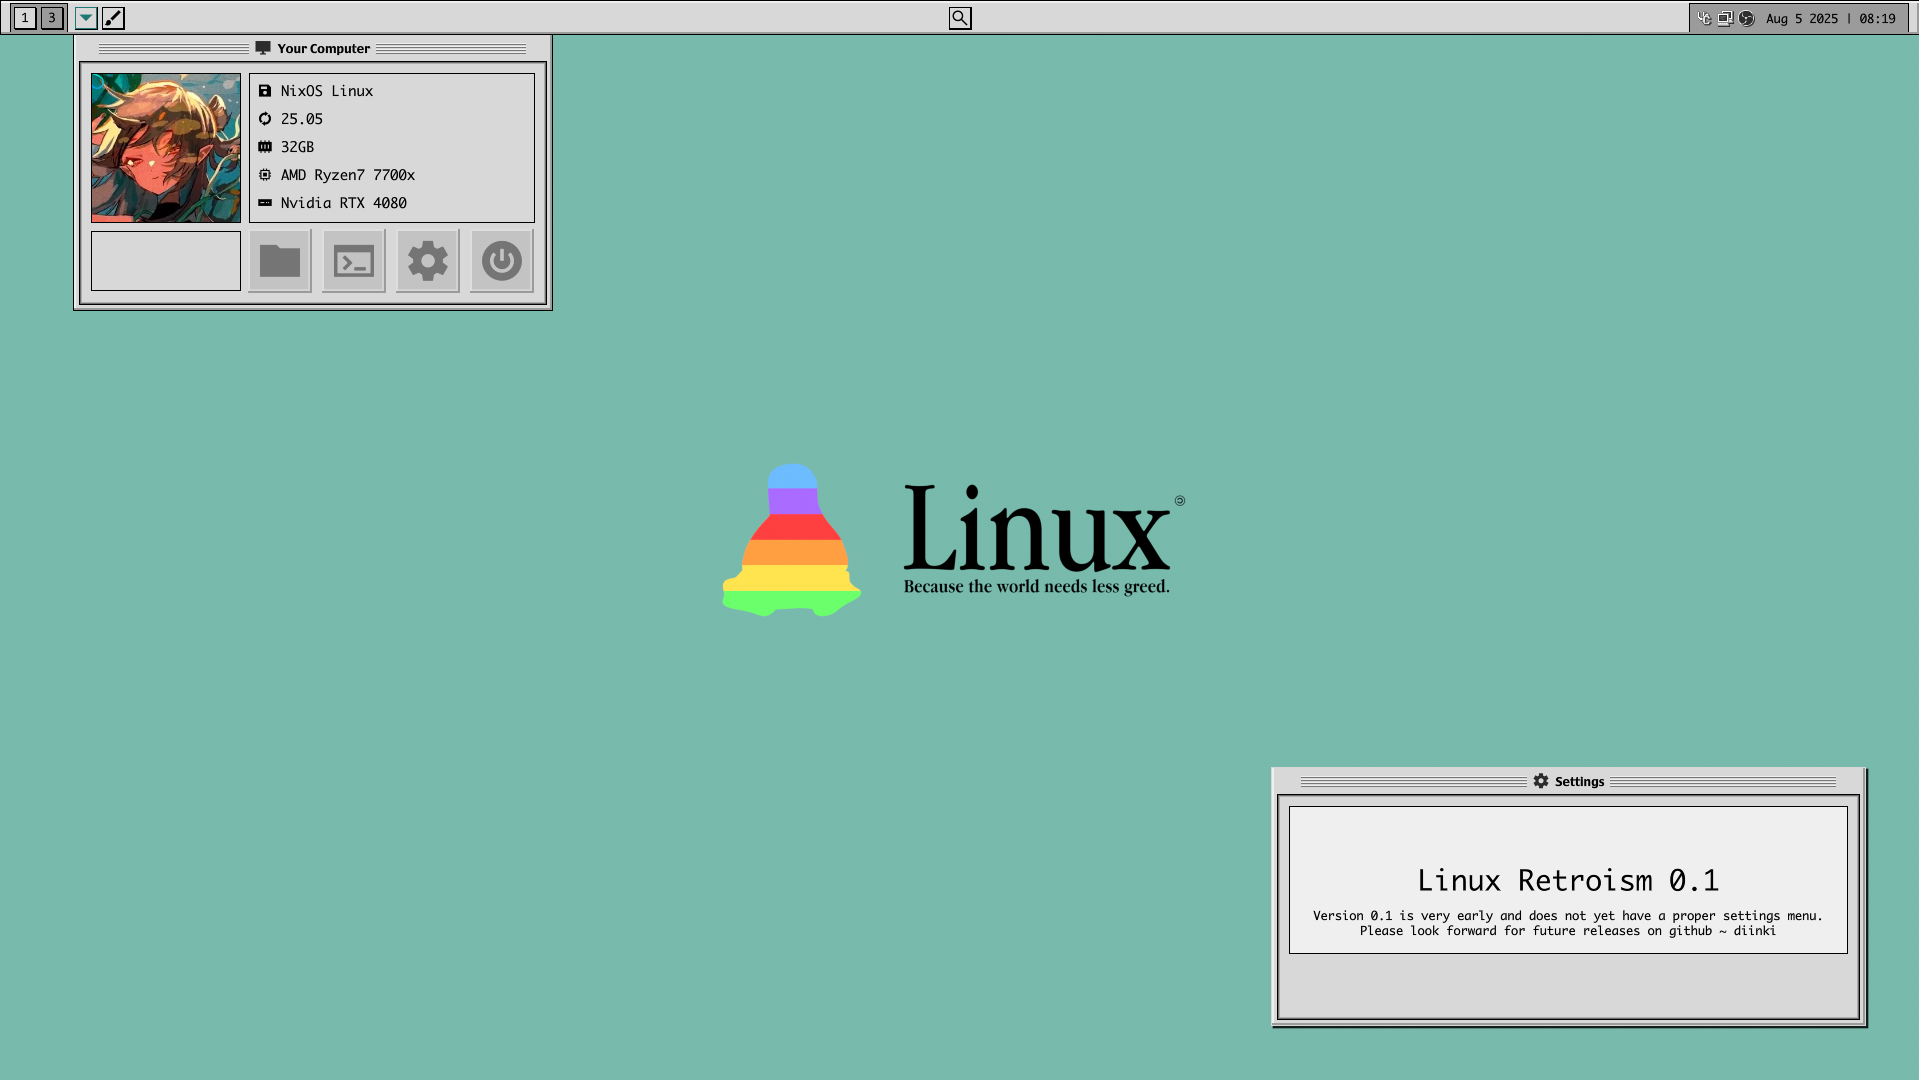 1 3
Aug 5 2025 | 08:19
Your Computer
NixOS Linux
25.05
32GB
AMD Ryzen7 7700x
Nvidia RTX 4080
Linux
Because the world needs less greed.
Settings
Linux Retroism 0.1
Version 0.1 is very early and does not yet have a proper settings menu.
Please look forward for future releases on github ~ diinki